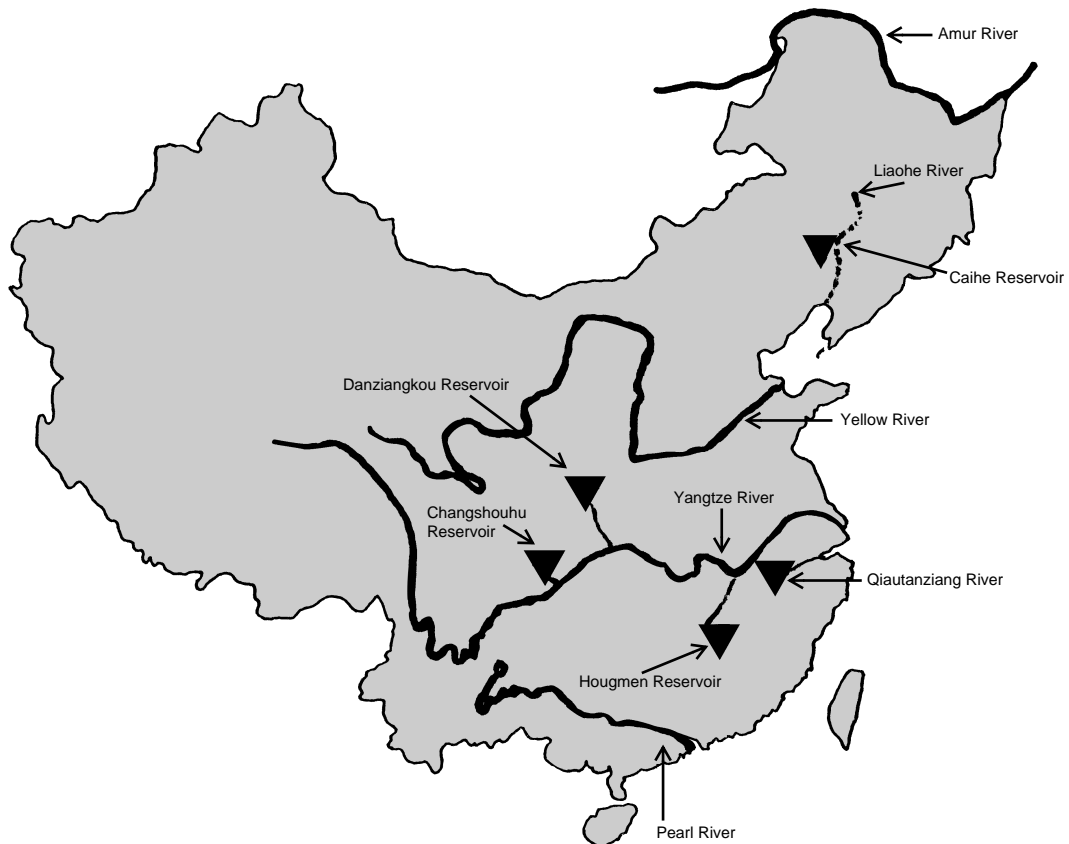 Amur River
Liaohe River
Caihe Reservoir
Danziangkou Reservoir
Yellow River
Yangtze River
Changshouhu
Reservoir
Qiautanziang River
Hougmen Reservoir
Pearl River